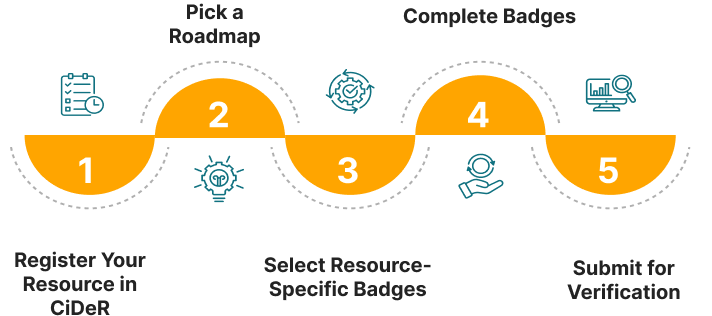 Pick a
Roadmap
Complete Badges
1
2
3
4
5
Register Your
Resource in
CiDeR
Select Resource-
Specific Badges
Submit for
Verification